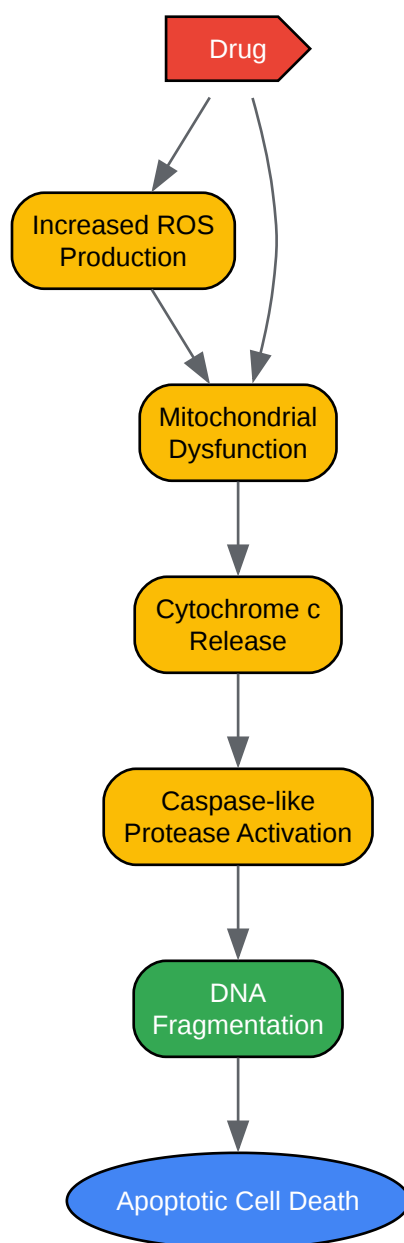 Drug
Increased ROS
Production
Mitochondrial
Dysfunction
Cytochrome c
Release
Caspase-like
Protease Activation
DNA
Fragmentation
Apoptotic Cell Death